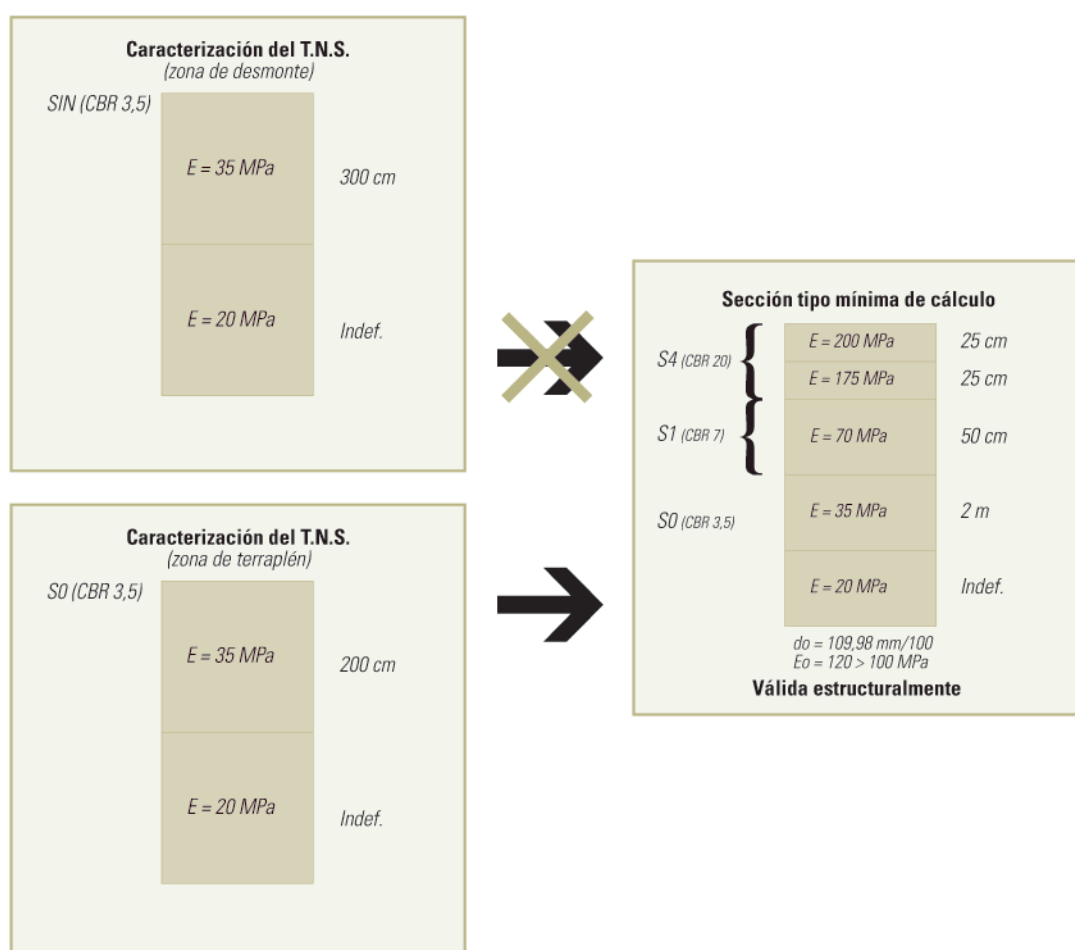 Caracterización del T.N.S.
(zona de desmonte)
SIN (CBR 3,5)
E = 35 MPa
300 cm
E = 20 MPa
Indef.
Caracterización del T.N.S.
(zona de terraplén)
S0 (CBR 3,5)
E = 35 MPa
200 cm
E = 20 MPa
Indef.
Sección tipo mínima de cálculo
S4 (CBR 20)
E = 200 MPa
25 cm
E = 175 MPa
25 cm
S1 (CBR 7)
E = 70 MPa
50 cm
S0 (CBR 3,5)
E = 35 MPa
2 m
E = 20 MPa
Indef.
do = 109,98 mm/100
Eo = 120 > 100 MPa
Válida estructuralmente